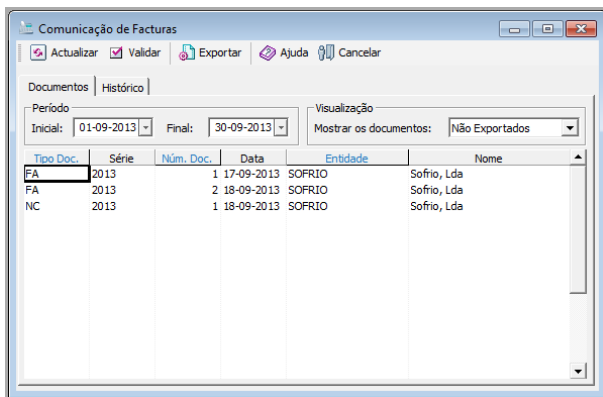 Comunicação de Facturas
Actualizar Validar Exportar Ajuda Cancelar
Documentos Histórico
Período Visualização
Inicial: 01-09-2013 Final: 30-09-2013 Mostrar os documentos: Não Exportados
Tipo Doc. Série Núm. Doc. Data Entidade Nome
FA 2013 1 17-09-2013 SOFRIO Sofrio, Lda
FA 2013 2 18-09-2013 SOFRIO Sofrio, Lda
NC 2013 1 18-09-2013 SOFRIO Sofrio, Lda